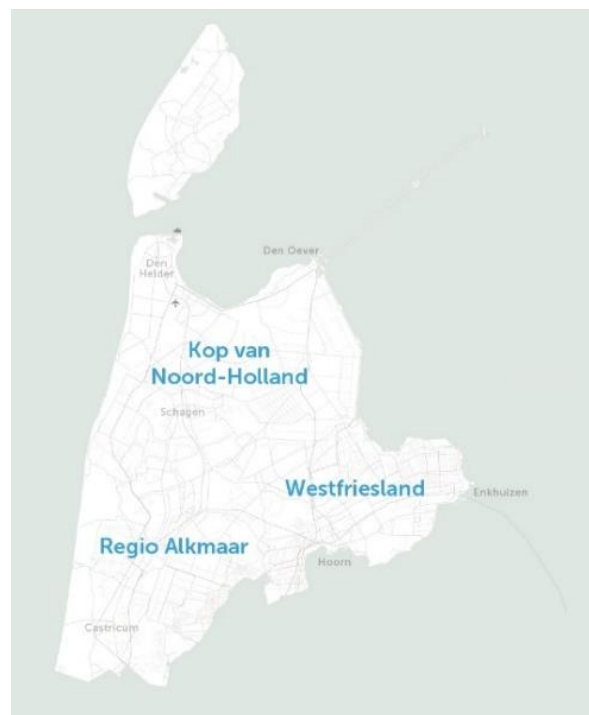 Den Oever
Den
Helder
Kop van
Noord-Holland
Schagen
Westfriesland
Enkhuizen
Regio Alkmaar
Hoorn
Castricum